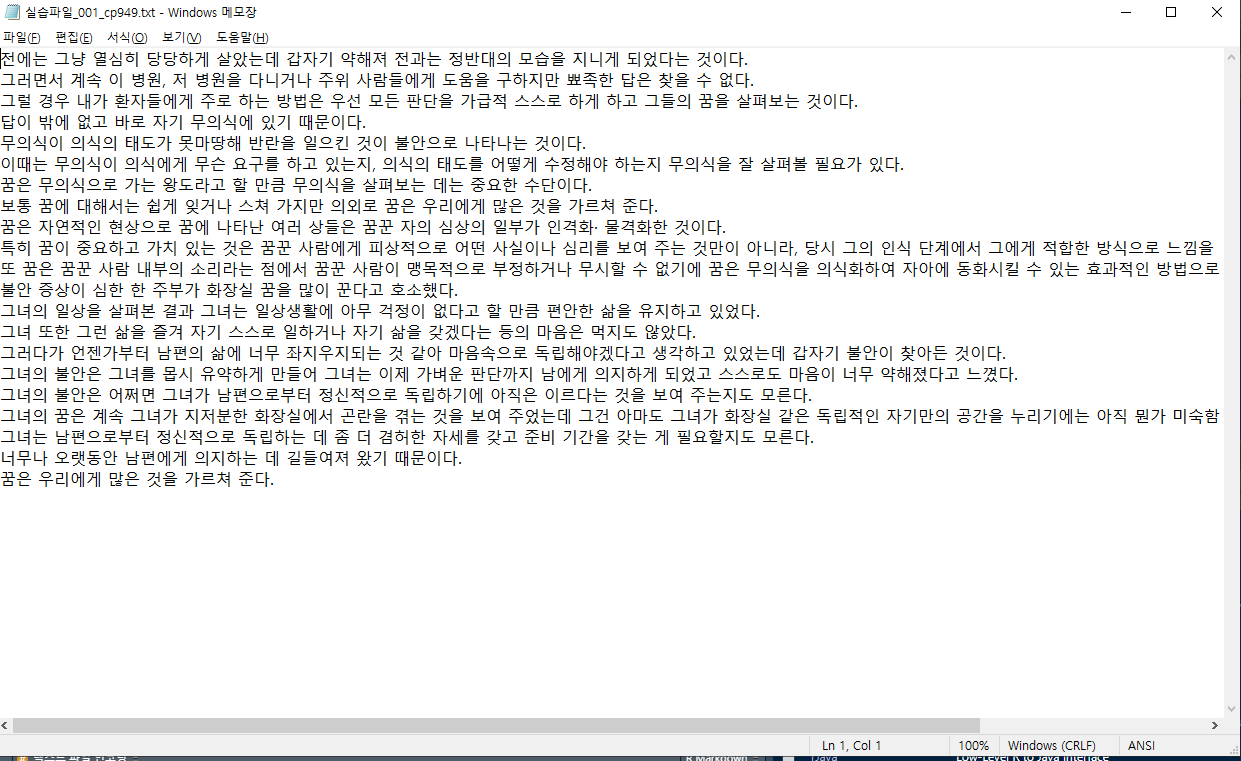 실습파일_001_cp949.txt - Windows 메모장
파일(F) 편집(E) 서식(O) 보기(V) 도움말(H)
전에는 그냥 열심히 당당하게 살았는데 갑자기 약해져 전과는 정반대의 모습을 지니게 되었다는 것이다.
그러면서 계속 이 병원, 저 병원을 다니거나 주위 사람들에게 도움을 구하지만 뾰족한 답은 찾을 수 없다.
그럴 경우 내가 환자들에게 주로 하는 방법은 우선 모든 판단을 가급적 스스로 하게 하고 그들의 꿈을 살펴보는 것이다.
답이 밖에 없고 바로 자기 무의식에 있기 때문이다.
무의식이 의식의 태도가 못마땅해 반란을 일으킨 것이 불안으로 나타나는 것이다.
이때는 무의식이 의식에게 무슨 요구를 하고 있는지, 의식의 태도를 어떻게 수정해야 하는지 무의식을 잘 살펴볼 필요가 있다.
꿈은 무의식으로 가는 왕도라고 할 만큼 무의식을 살펴보는 데는 중요한 수단이다.
보통 꿈에 대해서는 쉽게 잊거나 스쳐 가지만 의외로 꿈은 우리에게 많은 것을 가르쳐 준다.
꿈은 자연적인 현상으로 꿈에 나타난 여러 상들은 꿈꾼 자의 심상의 일부가 인격화· 물격화한 것이다.
특히 꿈이 중요하고 가치 있는 것은 꿈꾼 사람에게 피상적으로 어떤 사실이나 심리를 보여 주는 것만이 아니라, 당시 그의 인식 단계에서 그에게 적합한 방식으로 느낌을
또 꿈은 꿈꾼 사람 내부의 소리라는 점에서 꿈꾼 사람이 맹목적으로 부정하거나 무시할 수 없기에 꿈은 무의식을 의식화하여 자아에 동화시킬 수 있는 효과적인 방법으로
불안 증상이 심한 한 주부가 화장실 꿈을 많이 꾼다고 호소했다.
그녀의 일상을 살펴본 결과 그녀는 일상생활에 아무 걱정이 없다고 할 만큼 편안한 삶을 유지하고 있었다.
그녀 또한 그런 삶을 즐겨 자기 스스로 일하거나 자기 삶을 갖겠다는 등의 마음은 먹지도 않았다.
그러다가 언젠가부터 남편의 삶에 너무 좌지우지되는 것 같아 마음속으로 독립해야겠다고 생각하고 있었는데 갑자기 불안이 찾아든 것이다.
그녀의 불안은 그녀를 몹시 유약하게 만들어 그녀는 이제 가벼운 판단까지 남에게 의지하게 되었고 스스로도 마음이 너무 약해졌다고 느꼈다.
그녀의 불안은 어쩌면 그녀가 남편으로부터 정신적으로 독립하기에 아직은 이르다는 것을 보여 주는지도 모른다.
그녀의 꿈은 계속 그녀가 지저분한 화장실에서 곤란을 겪는 것을 보여 주었는데 그건 아마도 그녀가 화장실 같은 독립적인 자기만의 공간을 누리기에는 아직 뭔가 미숙함
그녀는 남편으로부터 정신적으로 독립하는 데 좀 더 겸허한 자세를 갖고 준비 기간을 갖는 게 필요할지도 모른다.
너무나 오랫동안 남편에게 의지하는 데 길들여져 왔기 때문이다.
꿈은 우리에게 많은 것을 가르쳐 준다.
Ln 1, Col 1 100% Windows (CRLF) ANSI